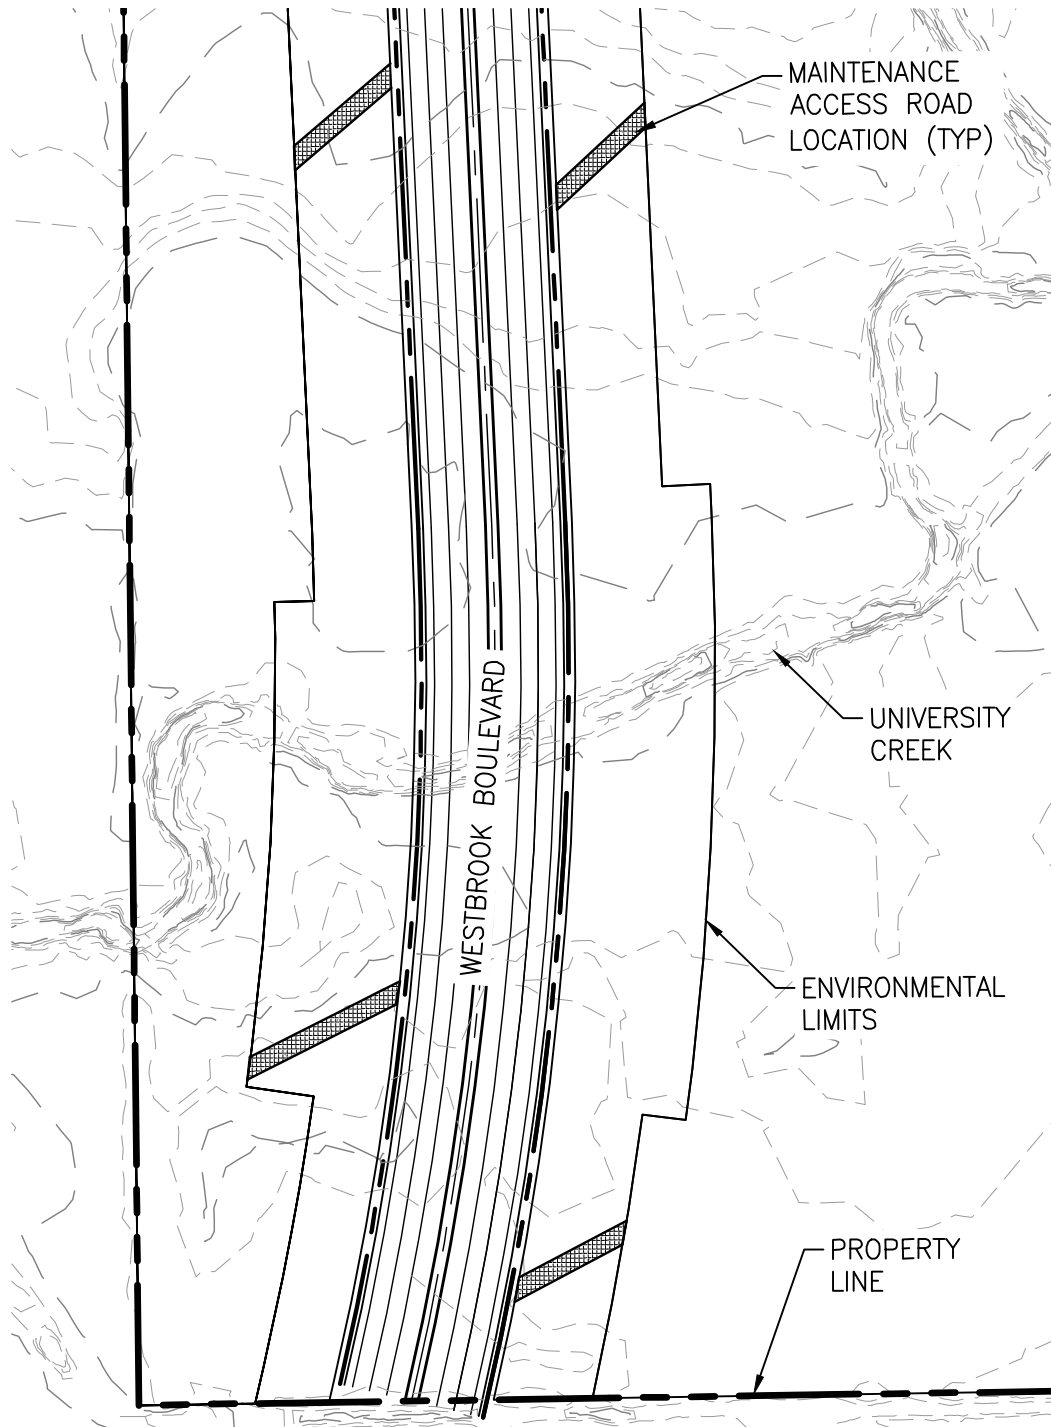 MAINTENANCE
ACCESS ROAD
LOCATION (TYP)
WESTBROOK BOULEVARD
UNIVERSITY
CREEK
ENVIRONMENTAL
LIMITS
PROPERTY
LINE